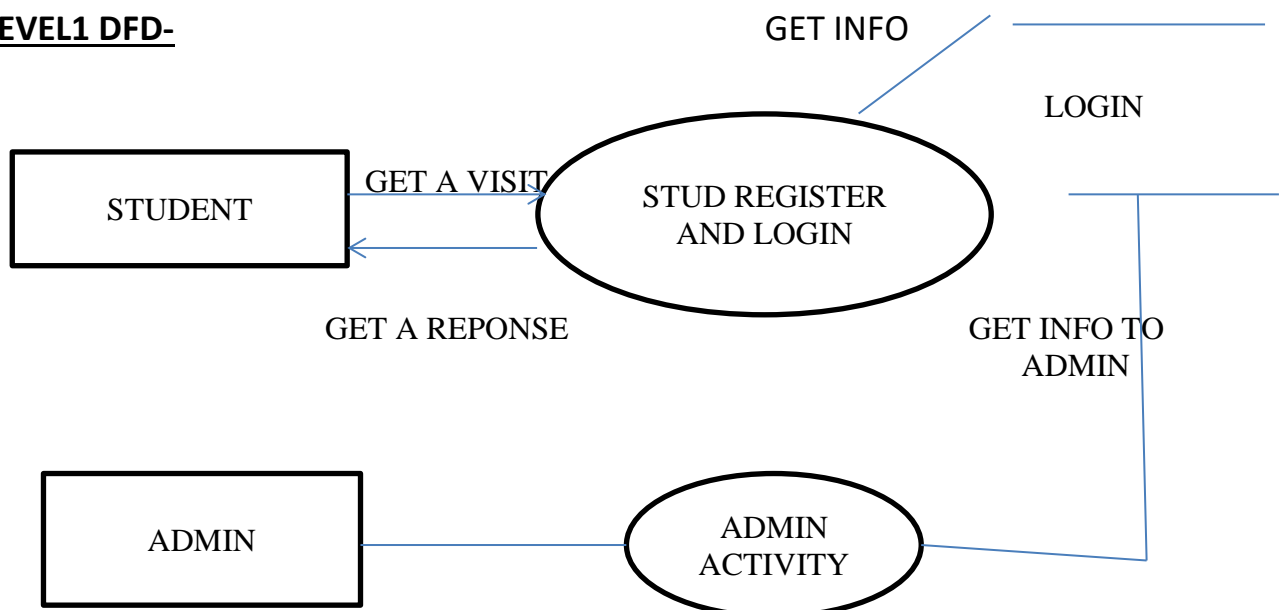 EVEL1 DFD-
GET INFO
LOGIN
GET A VISIT
STUDENT
STUD REGISTER
AND LOGIN
GET A REPONSE
GET INFO TO
ADMIN
ADMIN
ADMIN
ACTIVITY